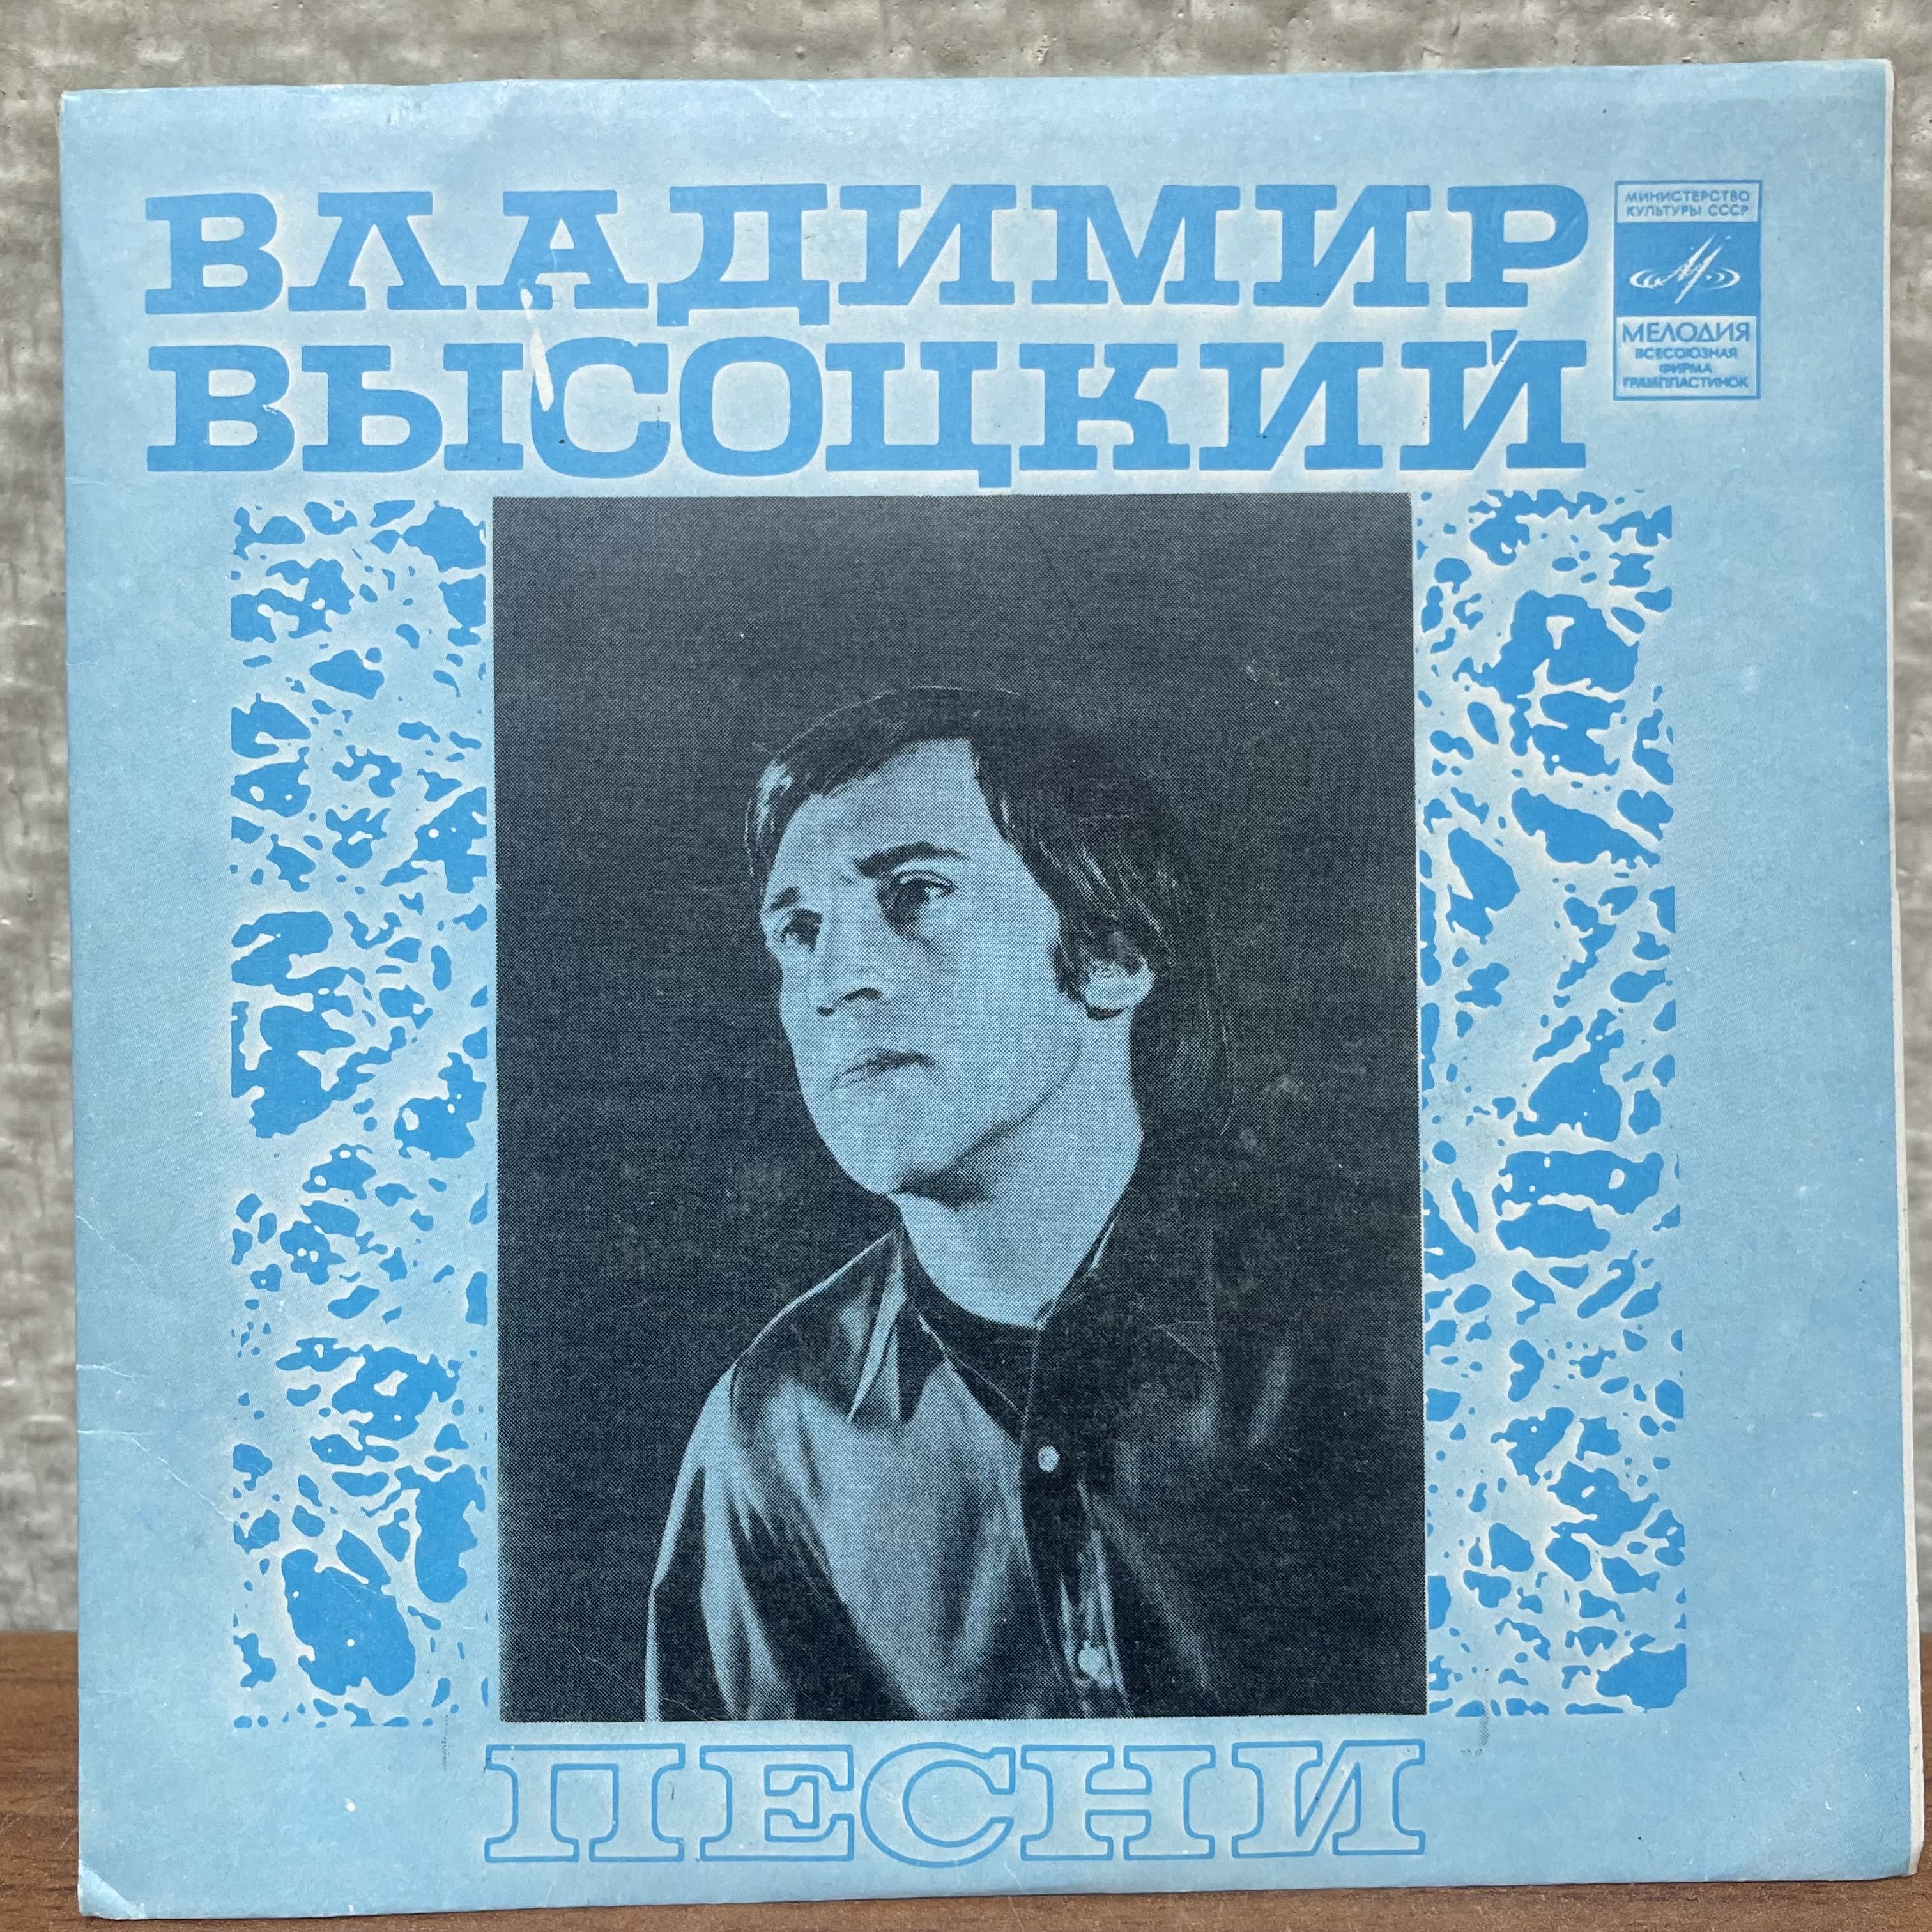 ВЛАДИМИР
ВЫСОЦКИЙ
МИНИСТЕРСТВО
КУЛЬТУРЫ СССР
МЕЛОДИЯ
ВСЕСОЮЗНАЯ
ФИРМА
ГРАМПЛАСТИНОК
ПЕСНИ